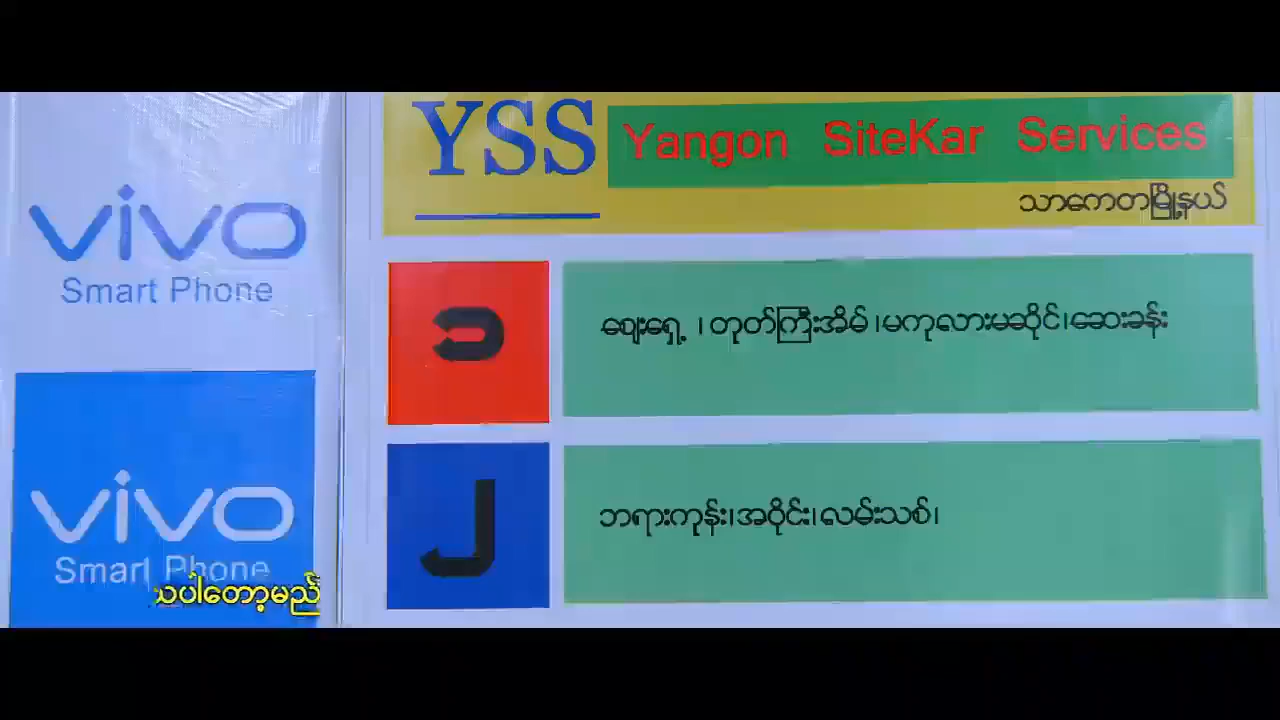 vivo
Smart Phone
vivo
Smart Phone
YSS
Yangon SiteKar Services
သာကေတမြို့နယ်
၁
ဈေးရှေ့ ၊ တုတ်ကြီးအိမ် ၊ မကုလားမဆိုင် ၊ ဆေးခန်း
၂
ဘုရားကုန်း ၊ အဝိုင်း ၊ လမ်းသစ် ၊
ပါတော့မည်